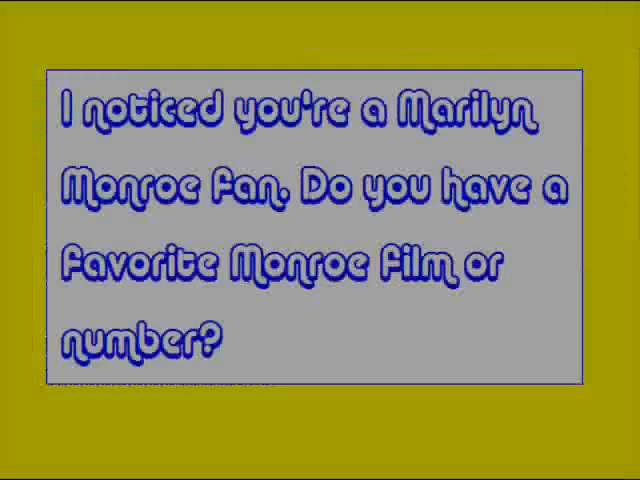 I noticed you're a Marilyn
Monroe fan. Do you have a
favorite Monroe film or
number?